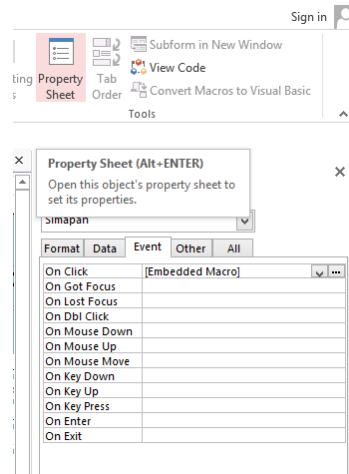 Sign in
Subform in New Window
View Code
Convert Macros to Visual Basic
Property
Sheet
Tab
Order
Tools
Property Sheet (Alt+ENTER)
Open this object's property sheet to
set its properties.
Simapan
Format Data Event Other All
On Click [Embedded Macro]
On Got Focus
On Lost Focus
On Dbl Click
On Mouse Down
On Mouse Up
On Mouse Move
On Key Down
On Key Up
On Key Press
On Enter
On Exit